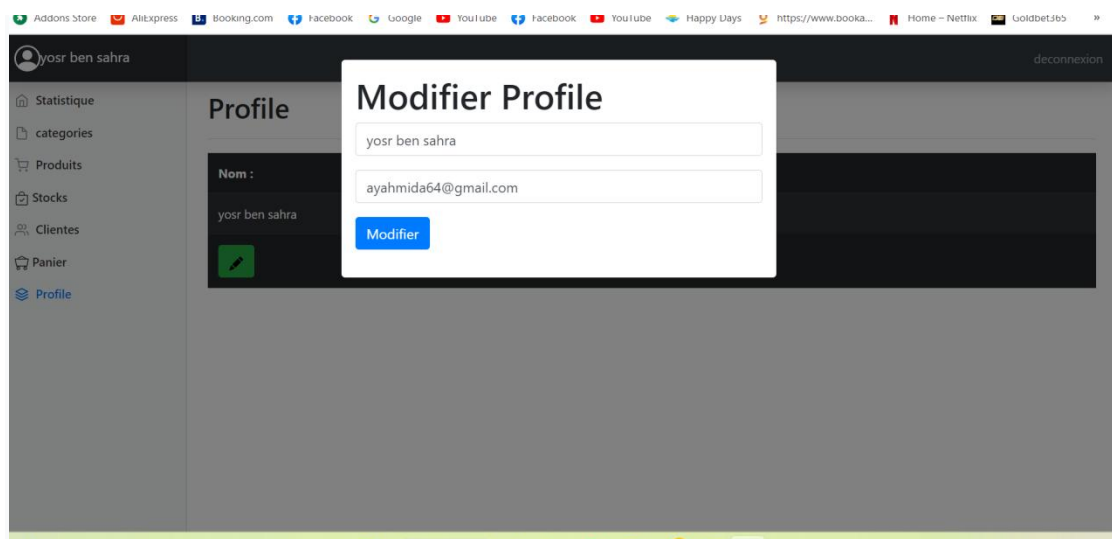 Addons Store AliExpress Booking.com Facebook Google YouTube Facebook YouTube Happy Days https://www.booka... Home – Netflix Goldbet365 »
yosr ben sahra deconnexion
Statistique
categories
Produits
Stocks
Clientes
Panier
Profile
Profile
Nom :
yosr ben sahra
Modifier Profile
yosr ben sahra
ayahmida64@gmail.com
Modifier